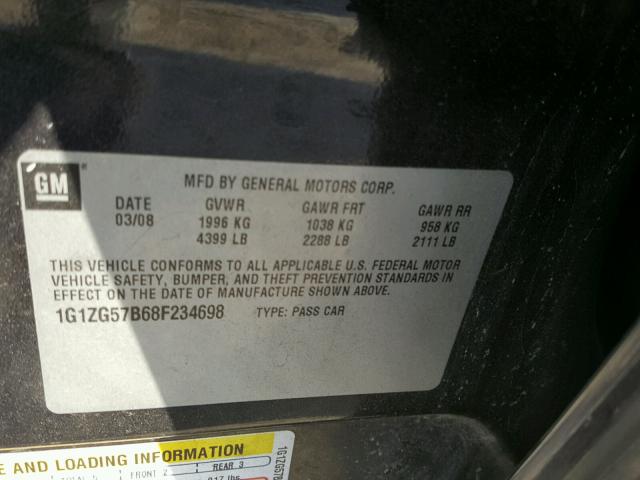 GM
MFD BY GENERAL MOTORS CORP.
DATE GVWR GAWR FRT GAWR RR
03/08 1996 KG 1038 KG 958 KG
4399 LB 2288 LB 2111 LB
THIS VEHICLE CONFORMS TO ALL APPLICABLE U.S. FEDERAL MOTOR
VEHICLE SAFETY, BUMPER, AND THEFT PREVENTION STANDARDS IN
EFFECT ON THE DATE OF MANUFACTURE SHOWN ABOVE.
1G1ZG57B68F234698 TYPE: PASS CAR
E AND LOADING INFORMATION
FRONT 2 REAR 3
917 lbs
1G1ZG57B